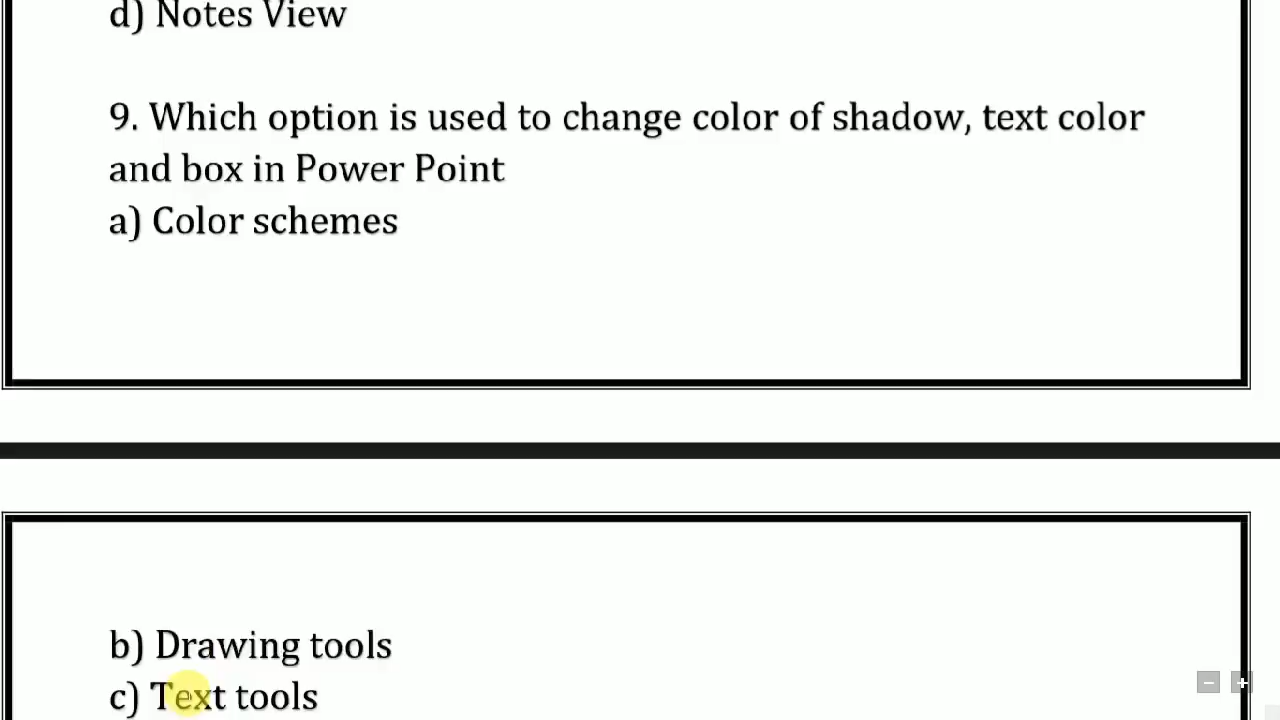 d) Notes View
9. Which option is used to change color of shadow, text color
and box in Power Point
a) Color schemes
b) Drawing tools
c) Text tools